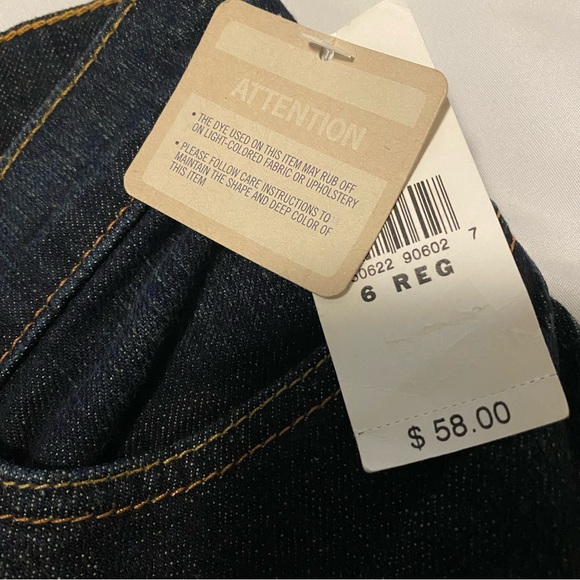 ATTENTION
• THE DYE USED ON THIS ITEM MAY RUB OFF
ON LIGHT-COLORED FABRIC OR UPHOLSTERY
• PLEASE FOLLOW CARE INSTRUCTIONS TO
MAINTAIN THE SHAPE AND DEEP COLOR OF
THIS ITEM
0622 90602 7
6 REG
$ 58.00